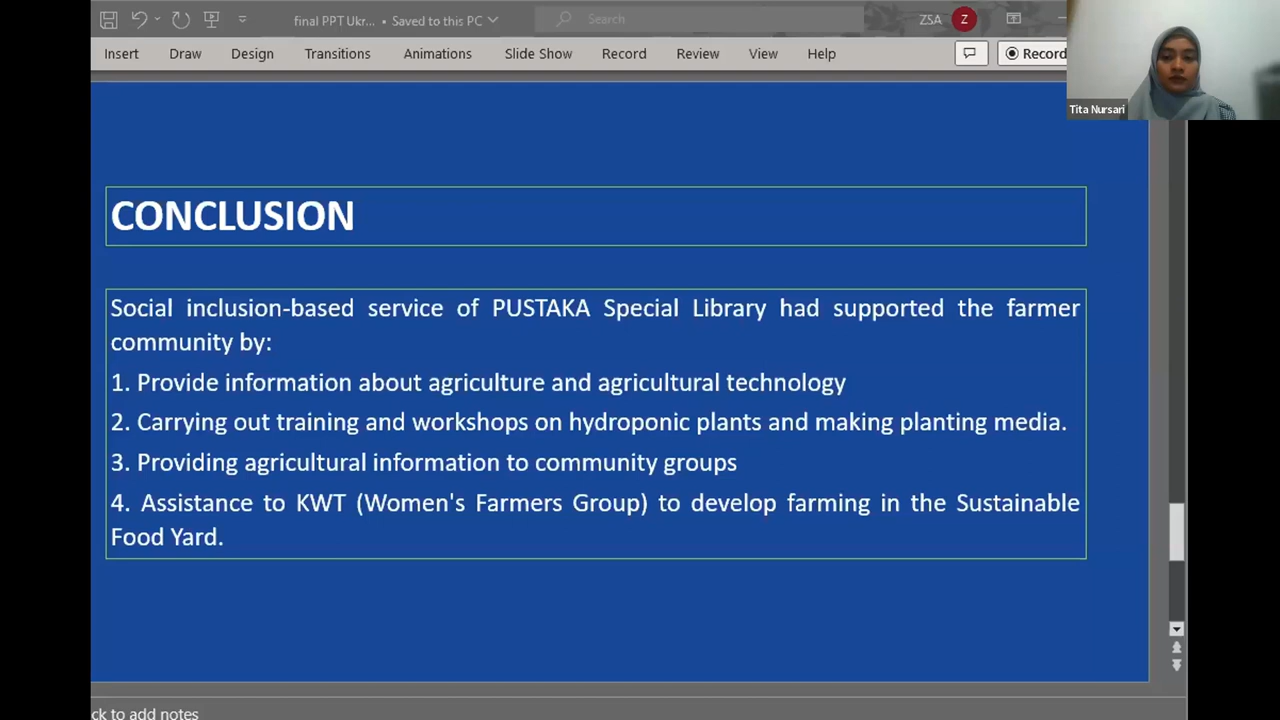 final PPT Ukr... • Saved to this PC
Search
ZSA
Z
Insert Draw Design Transitions Animations Slide Show Record Review View Help
Record
Tita Nursari
CONCLUSION
Social inclusion-based service of PUSTAKA Special Library had supported the farmer
community by:
1. Provide information about agriculture and agricultural technology
2. Carrying out training and workshops on hydroponic plants and making planting media.
3. Providing agricultural information to community groups
4. Assistance to KWT (Women's Farmers Group) to develop farming in the Sustainable
Food Yard.
ck to add notes